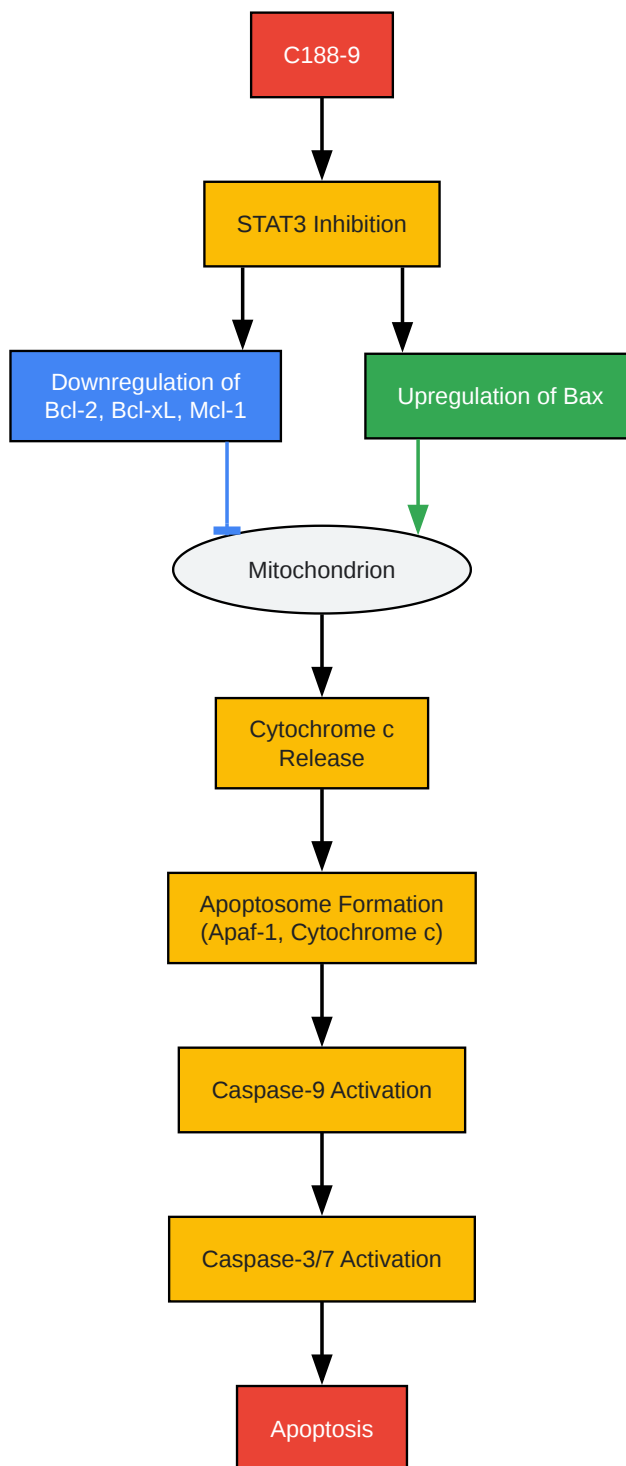 C188-9
STAT3 Inhibition
Downregulation of
Bcl-2, Bcl-xL, Mcl-1
Upregulation of Bax
Mitochondrion
Cytochrome c
Release
Apoptosome Formation
(Apaf-1, Cytochrome c)
Caspase-9 Activation
Caspase-3/7 Activation
Apoptosis